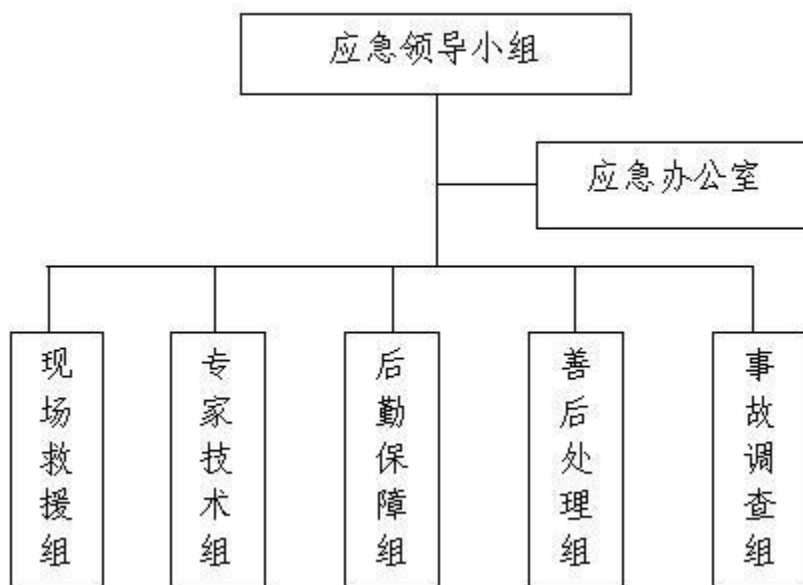 应急领导小组
应急办公室
现场救援组
专家技术组
后勤保障组
善后处理组
事故调查组